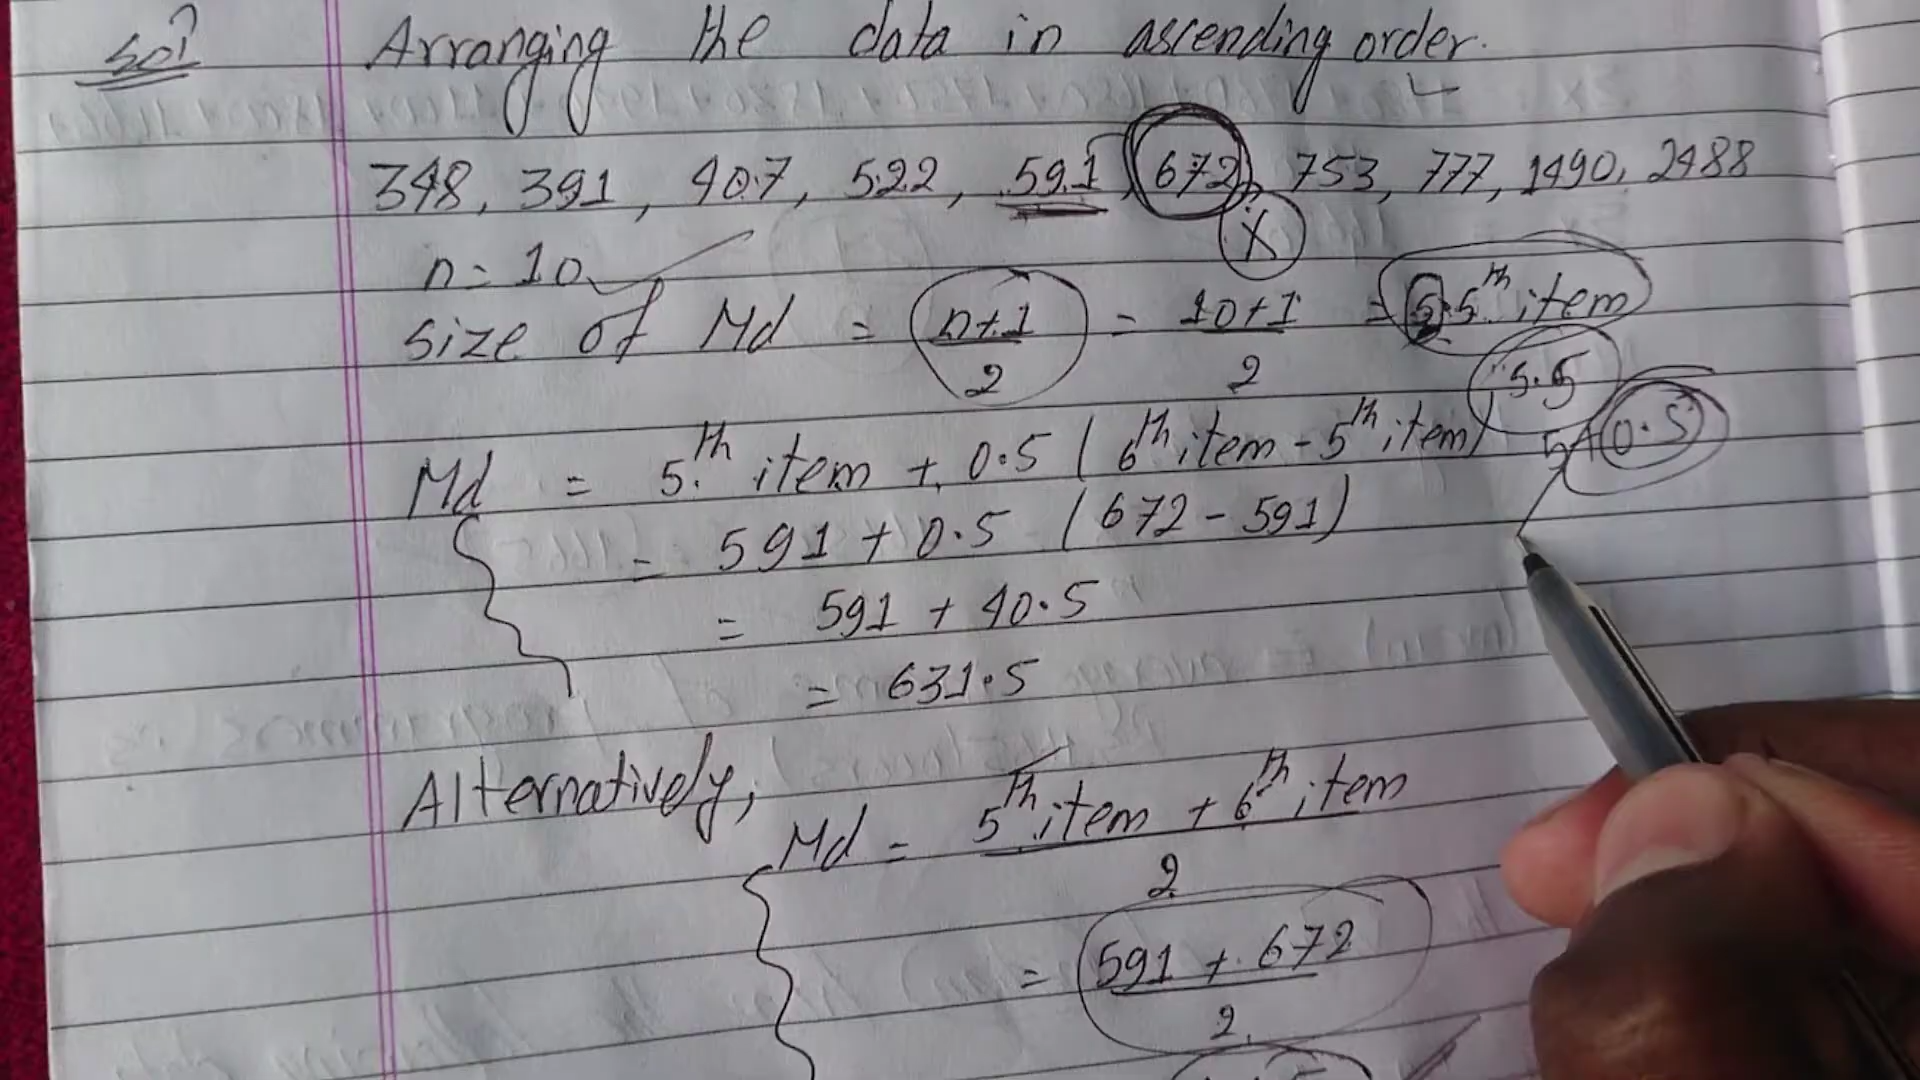 Sol?
Arranging the data in ascending order.
348, 391, 407, 522, 591, 672, 753, 777, 1490, 2488
X
n = 10
size of Md = n+1/2 = 10+1/2 = 5.5th item
5.5
5+0.5
Md = 5th item + 0.5 (6th item - 5th item)
= 591 + 0.5 (672 - 591)
= 591 + 40.5
= 631.5
Alternatively,
Md = 5th item + 6th item / 2
= 591 + 672 / 2